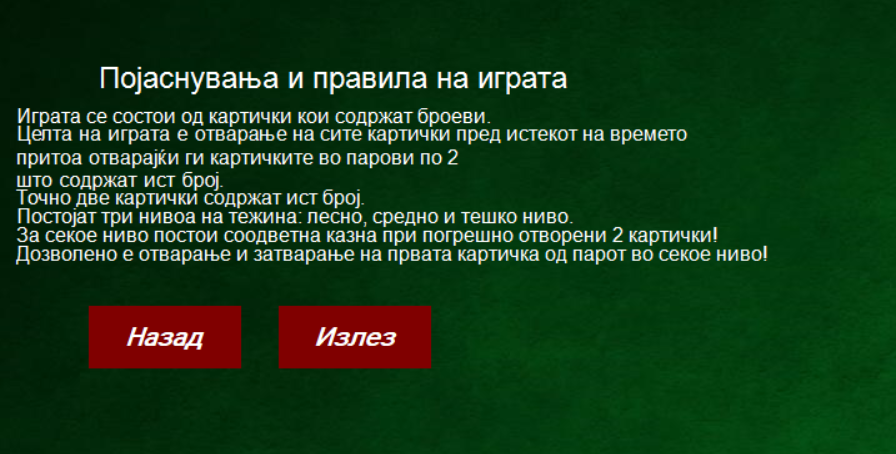 Појаснувања и правила на играта
Играта се состои од картички кои содржат броеви.
Целта на играта е отварање на сите картички пред истекот на времето
притоа отварајќи ги картичките во парови по 2
што содржат ист број.
Точно две картички содржат ист број.
Постојат три нивоа на тежина: лесно, средно и тешко ниво.
За секое ниво постои соодветна казна при погрешно отворени 2 картички!
Дозволено е отварање и затварање на првата картичка од парот во секое ниво!
Назад
Излез